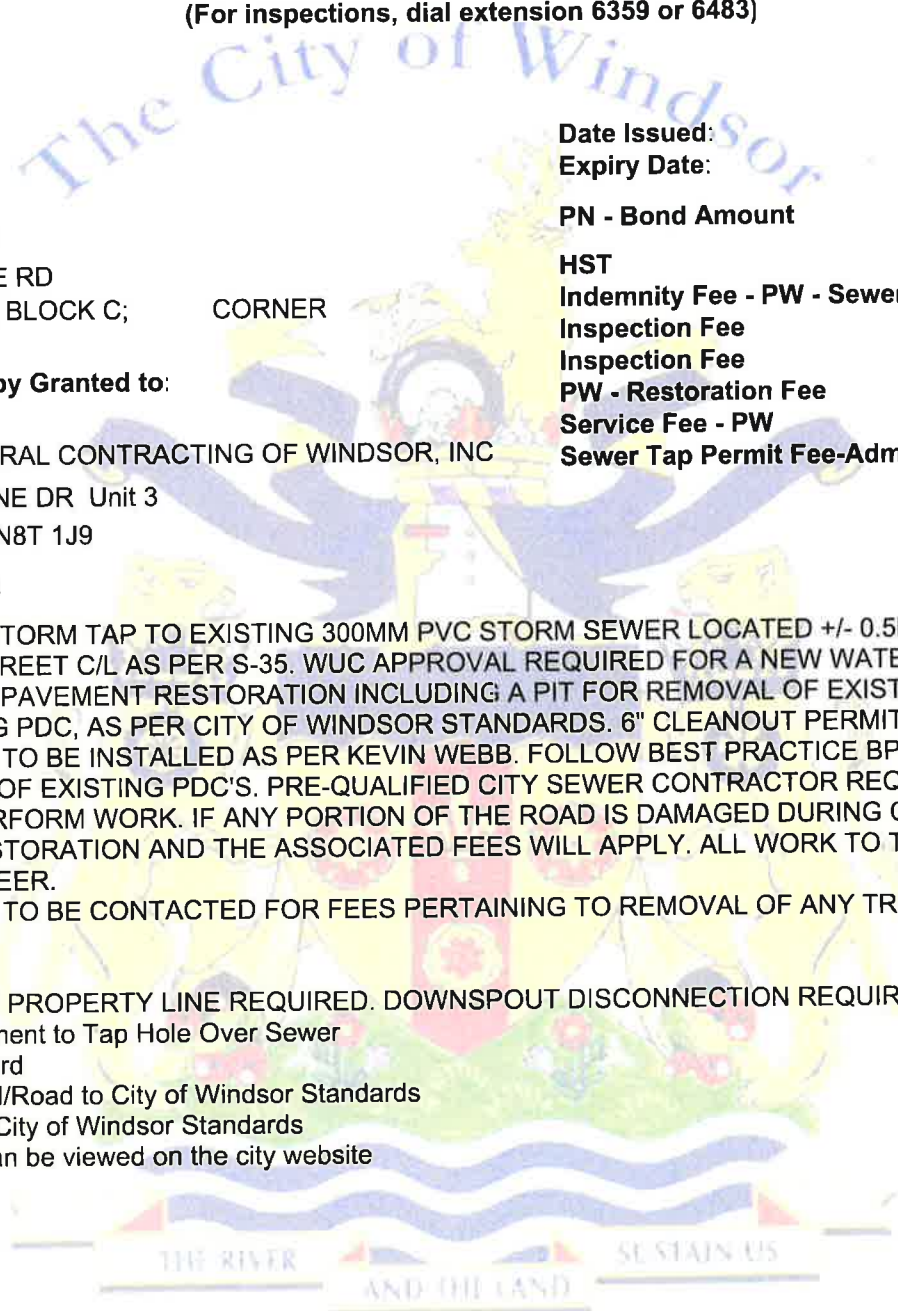 (For inspections, dial extension 6359 or 6483)
The City of Windsor
Date Issued:
Expiry Date:
PN - Bond Amount
HST
E RD
Indemnity Fee - PW - Sewer
BLOCK C; CORNER
Inspection Fee
Inspection Fee
by Granted to:
PW - Restoration Fee
Service Fee - PW
RAL CONTRACTING OF WINDSOR, INC
Sewer Tap Permit Fee-Adm
NE DR Unit 3
N8T 1J9
TORM TAP TO EXISTING 300MM PVC STORM SEWER LOCATED +/- 0.5
REET C/L AS PER S-35. WUC APPROVAL REQUIRED FOR A NEW WATE
PAVEMENT RESTORATION INCLUDING A PIT FOR REMOVAL OF EXIST
G PDC, AS PER CITY OF WINDSOR STANDARDS. 6" CLEANOUT PERMIT
TO BE INSTALLED AS PER KEVIN WEBB. FOLLOW BEST PRACTICE BP
OF EXISTING PDC'S. PRE-QUALIFIED CITY SEWER CONTRACTOR REQ
RFORM WORK. IF ANY PORTION OF THE ROAD IS DAMAGED DURING
STORATION AND THE ASSOCIATED FEES WILL APPLY. ALL WORK TO T
EER.
TO BE CONTACTED FOR FEES PERTAINING TO REMOVAL OF ANY TR
PROPERTY LINE REQUIRED. DOWNSPOUT DISCONNECTION REQUIR
ment to Tap Hole Over Sewer
rd
l/Road to City of Windsor Standards
City of Windsor Standards
an be viewed on the city website
THE RIVER
AND THE LAND
SUSTAIN US